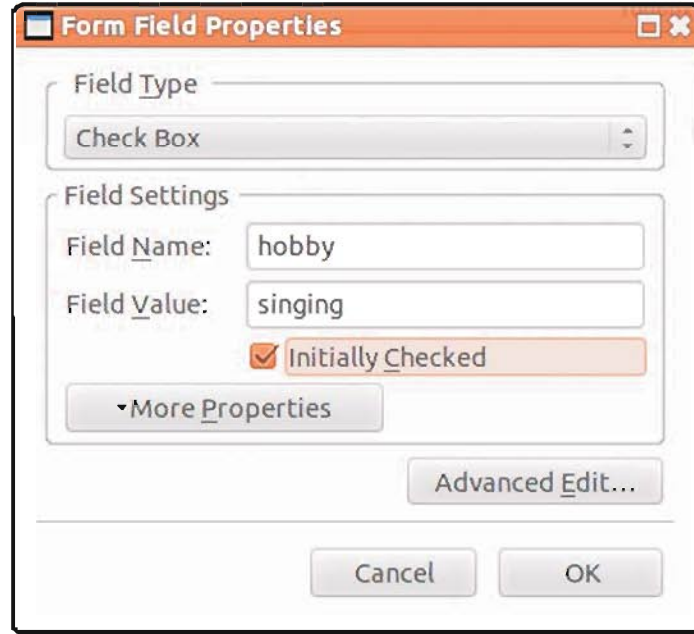 Form Field Properties
Field Type
Check Box
Field Settings
Field Name: hobby
Field Value: singing
Initially Checked
More Properties
Advanced Edit...
Cancel OK